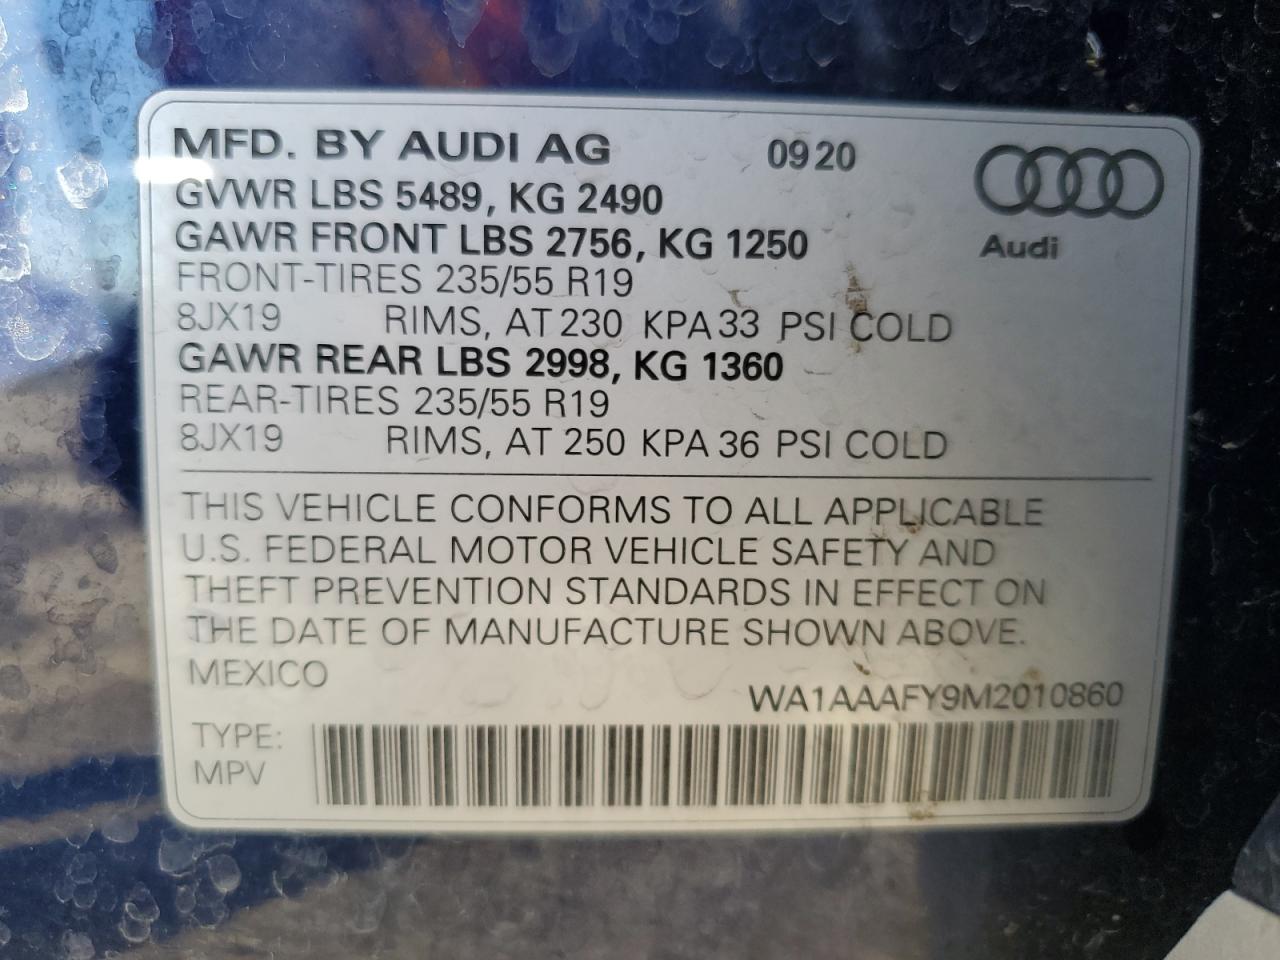 MFD. BY AUDI AG 0920
GVWR LBS 5489, KG 2490
GAWR FRONT LBS 2756, KG 1250
Audi
FRONT-TIRES 235/55 R19
8JX19 RIMS, AT 230 KPA 33 PSI COLD
GAWR REAR LBS 2998, KG 1360
REAR-TIRES 235/55 R19
8JX19 RIMS, AT 250 KPA 36 PSI COLD
THIS VEHICLE CONFORMS TO ALL APPLICABLE
U.S. FEDERAL MOTOR VEHICLE SAFETY AND
THEFT PREVENTION STANDARDS IN EFFECT ON
THE DATE OF MANUFACTURE SHOWN ABOVE.
MEXICO
WA1AAAFY9M2010860
TYPE:
MPV